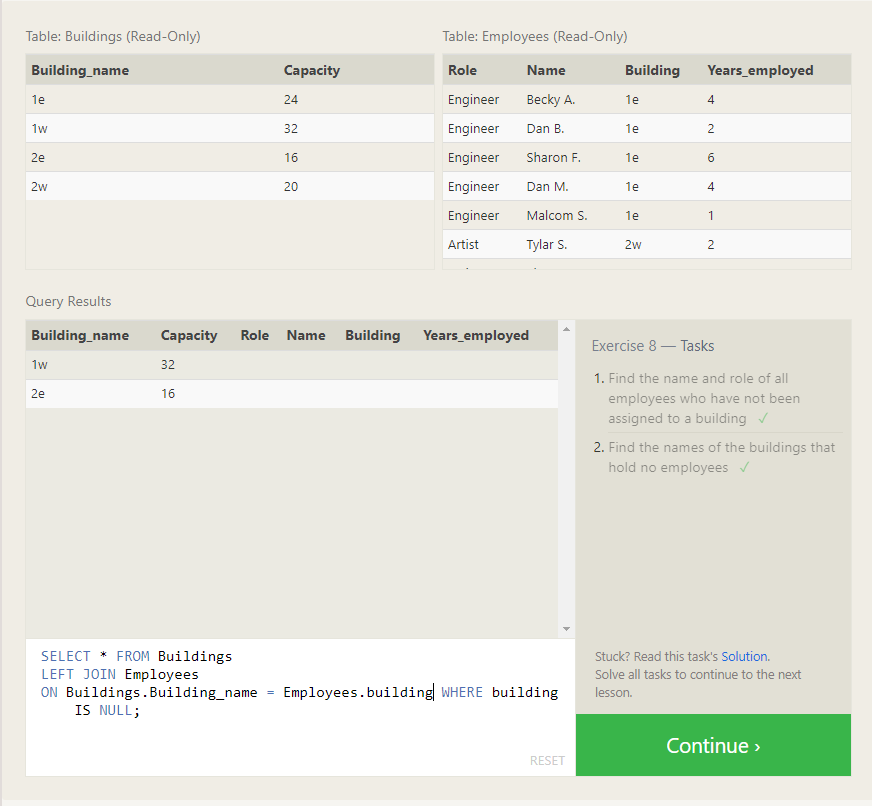 Table: Buildings (Read-Only)
Building_name Capacity
1e 24
1w 32
2e 16
2w 20
Table: Employees (Read-Only)
Role Name Building Years_employed
Engineer Becky A. 1e 4
Engineer Dan B. 1e 2
Engineer Sharon F. 1e 6
Engineer Dan M. 1e 4
Engineer Malcom S. 1e 1
Artist Tylar S. 2w 2
Query Results
Building_name Capacity Role Name Building Years_employed
1w 32
2e 16
SELECT * FROM Buildings
LEFT JOIN Employees
ON Buildings.Building_name = Employees.building WHERE building
IS NULL;
RESET
Exercise 8 — Tasks
1. Find the name and role of all
employees who have not been
assigned to a building ✓
2. Find the names of the buildings that
hold no employees ✓
Stuck? Read this task's Solution.
Solve all tasks to continue to the next
lesson.
Continue ›